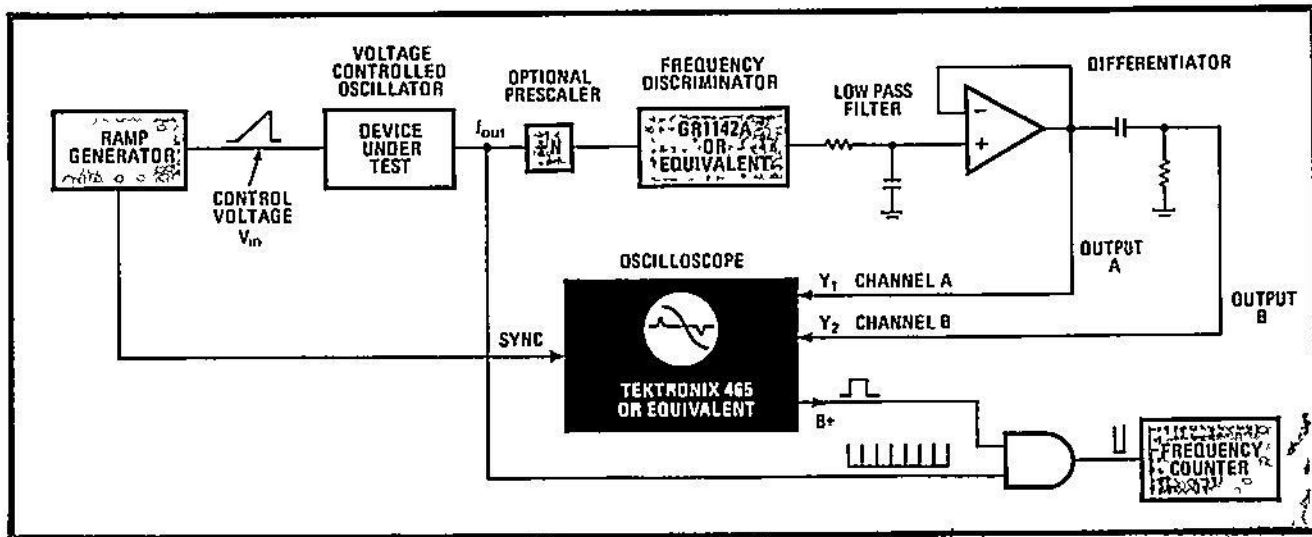 VOLTAGE
CONTROLLED
OSCILLATOR
OPTIONAL
PRESCALER
FREQUENCY
DISCRIMINATOR
LOW PASS
FILTER
DIFFERENTIATOR
RAMP
GENERATOR
DEVICE
UNDER
TEST
fout
÷N
GR1142A
OR
EQUIVALENT
−
+
CONTROL
VOLTAGE
Vin
OUTPUT
A
OSCILLOSCOPE
Y1 CHANNEL A
Y2 CHANNEL B
OUTPUT
B
SYNC
TEKTRONIX 465
OR EQUIVALENT
B+
FREQUENCY
COUNTER